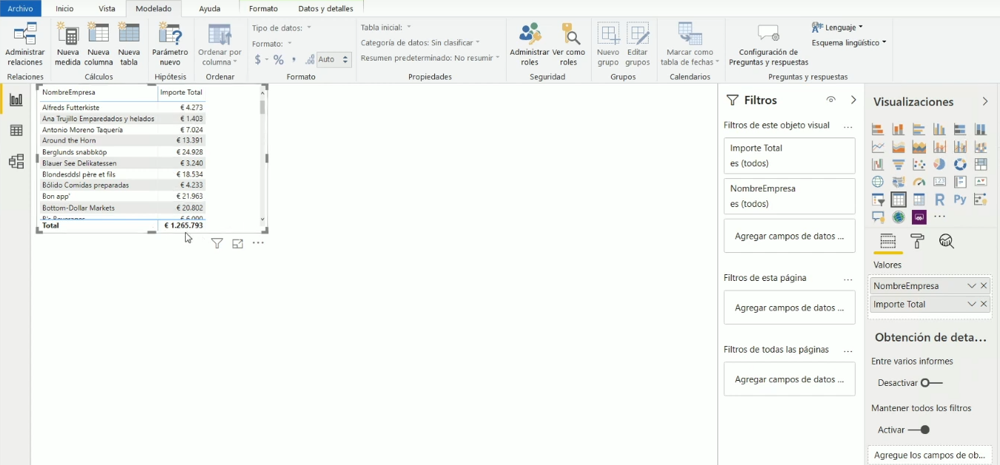 Archivo Inicio Vista Modelado Ayuda Formato Datos y detalles
Administrar relaciones
Relaciones
Nueva medida
Nueva columna
Nueva tabla
Cálculos
Parámetro nuevo
Hipótesis
Ordenar por columna
Ordenar
Tipo de datos:
Formato:
$ % , Auto
Formato
Tabla inicial:
Categoría de datos: Sin clasificar
Resumen predeterminado: No resumir
Propiedades
Administrar roles
Ver como roles
Seguridad
Nuevo grupo
Editar grupos
Grupos
Marcar como tabla de fechas
Calendarios
Configuración de Preguntas y respuestas
Lenguaje
Esquema lingüístico
Preguntas y respuestas
NombreEmpresa Importe Total
Alfreds Futterkiste € 4.273
Ana Trujillo Emparedados y helados € 1.403
Antonio Moreno Taquería € 7.024
Around the Horn € 13.391
Berglunds snabbköp € 24.928
Blauer See Delikatessen € 3.240
Blondesddsl père et fils € 18.534
Bólido Comidas preparadas € 4.233
Bon app' € 21.963
Bottom-Dollar Markets € 20.802
B's Beverages € 6.090
Total € 1.265.793
Filtros
Filtros de este objeto visual ...
Importe Total
es (todos)
NombreEmpresa
es (todos)
Agregar campos de datos ...
Filtros de esta página ...
Agregar campos de datos ...
Filtros de todas las páginas ...
Agregar campos de datos ...
Visualizaciones
R Py
Valores
NombreEmpresa
Importe Total
Obtención de deta...
Entre varios informes
Desactivar
Mantener todos los filtros
Activar
Agregue los campos de ob...